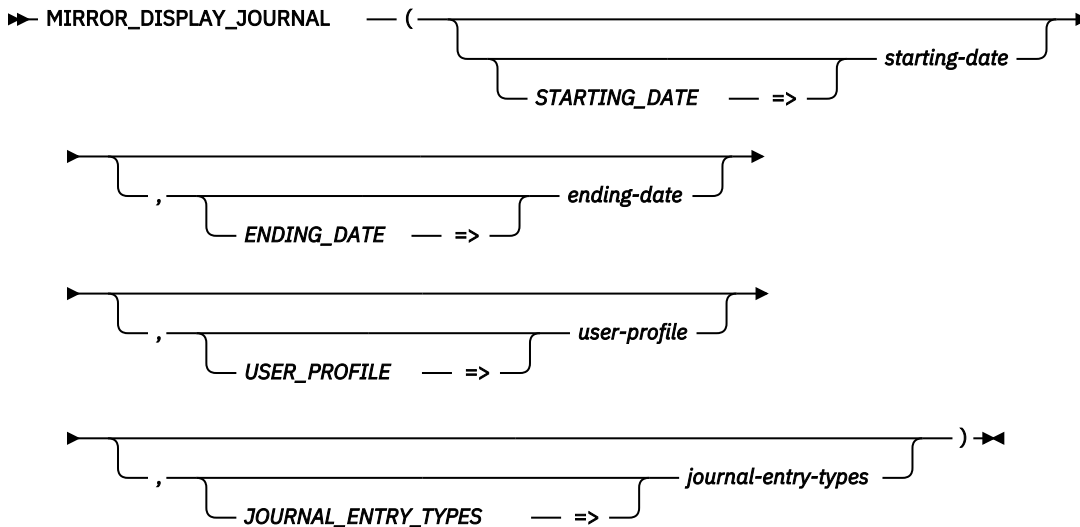 MIRROR_DISPLAY_JOURNAL (
starting-date
STARTING_DATE =>
, ending-date
ENDING_DATE =>
, user-profile
USER_PROFILE =>
)
, journal-entry-types
JOURNAL_ENTRY_TYPES =>